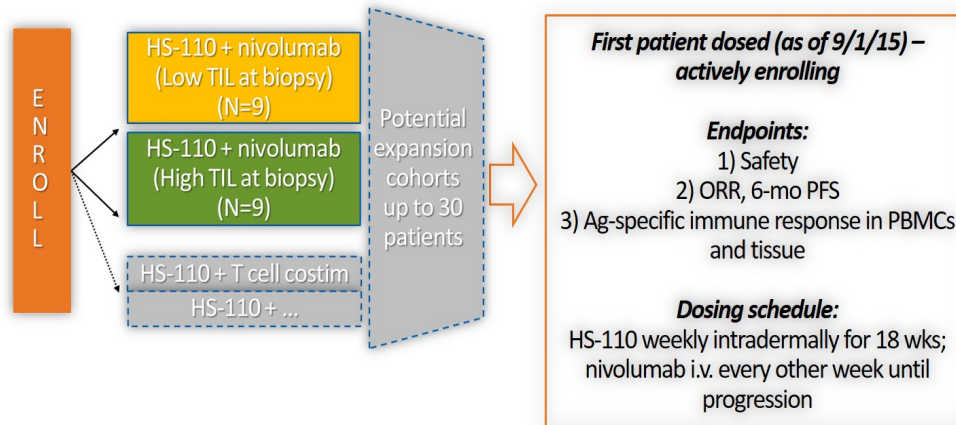 ENROLL
HS-110 + nivolumab
(Low TIL at biopsy)
(N=9)
HS-110 + nivolumab
(High TIL at biopsy)
(N=9)
HS-110 + T cell costim
HS-110 + ...
Potential
expansion
cohorts
up to 30
patients
First patient dosed (as of 9/1/15) –
actively enrolling
Endpoints:
1) Safety
2) ORR, 6-mo PFS
3) Ag-specific immune response in PBMCs
and tissue
Dosing schedule:
HS-110 weekly intradermally for 18 wks;
nivolumab i.v. every other week until
progression